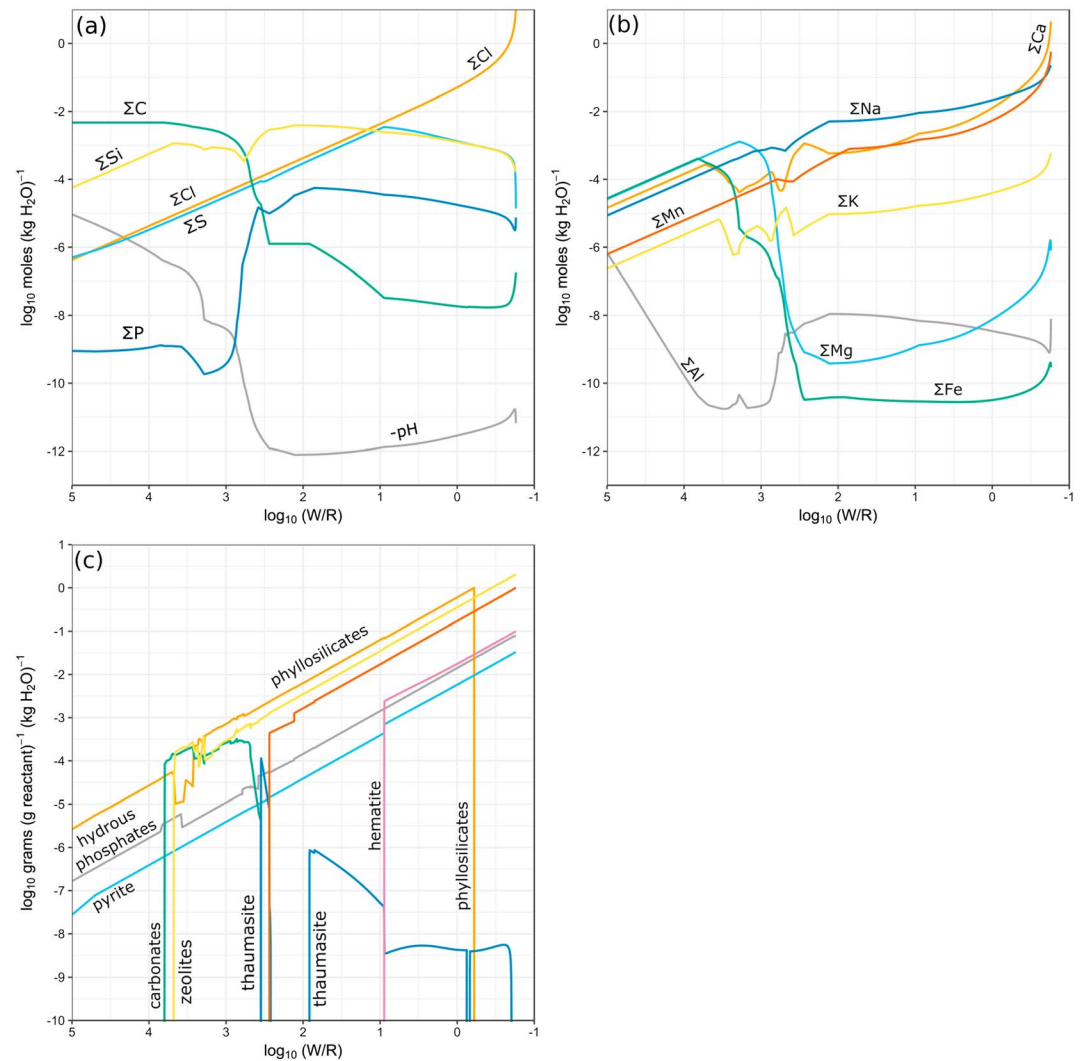 (a)
0
-2
-4
-6
-8
-10
-12
ΣCl
ΣC
ΣSi
ΣCl
ΣS
ΣP
-pH
5 4 3 2 1 0 -1
log10 (W/R)
log10 moles (kg H2O)−1
(b)
0
-2
-4
-6
-8
-10
-12
ΣCa
ΣNa
ΣK
ΣMn
ΣMg
ΣAl
ΣFe
5 4 3 2 1 0 -1
log10 (W/R)
log10 moles (kg H2O)−1
(c)
1
0
-1
-2
-3
-4
-5
-6
-7
-8
-9
-10
phyllosilicates
hydrous
phosphates
pyrite
carbonates
zeolites
thaumasite
thaumasite
hematite
phyllosilicates
5 4 3 2 1 0 -1
log10 (W/R)
log10 grams (g reactant)−1 (kg H2O)−1